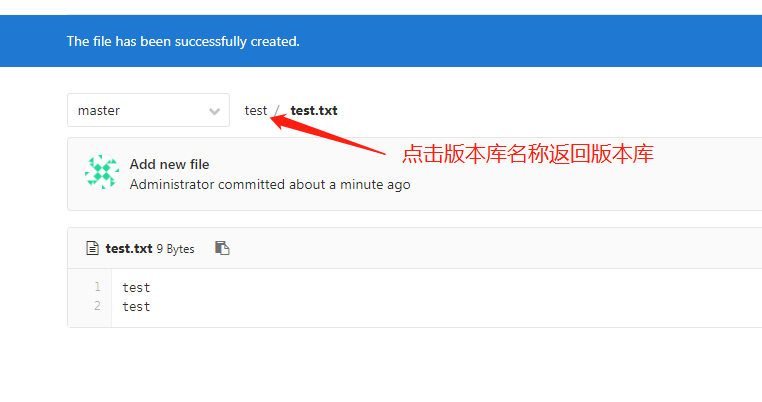 The file has been successfully created.
master
test / test.txt
点击版本库名称返回版本库
Add new file
Administrator committed about a minute ago
test.txt 9 Bytes
1 test
2 test